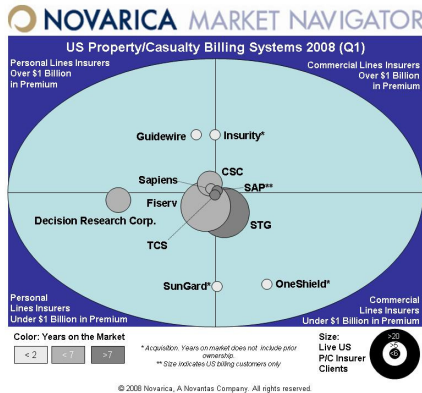 NOVARICA MARKET NAVIGATOR
US Property/Casualty Billing Systems 2008 (Q1)
Personal Lines Insurers
Over $1 Billion
in Premium
Commercial Lines Insurers
Over $1 Billion
in Premium
Guidewire
Insurity*
CSC
Sapiens
SAP**
Fiserv
Decision Research Corp.
STG
TCS
SunGard*
OneShield*
Personal
Lines Insurers
Under $1 Billion in Premium
Commercial
Lines Insurers
Under $1 Billion in Premium
Color: Years on the Market
< 2
< 7
>7
* Acquisition. Years on market does not include prior
ownership.
** Size indicates US billing customers only
Size:
Live US
P/C Insurer
Clients
>20
>5
<6
© 2008 Novarica, A Novantas Company. All rights reserved.